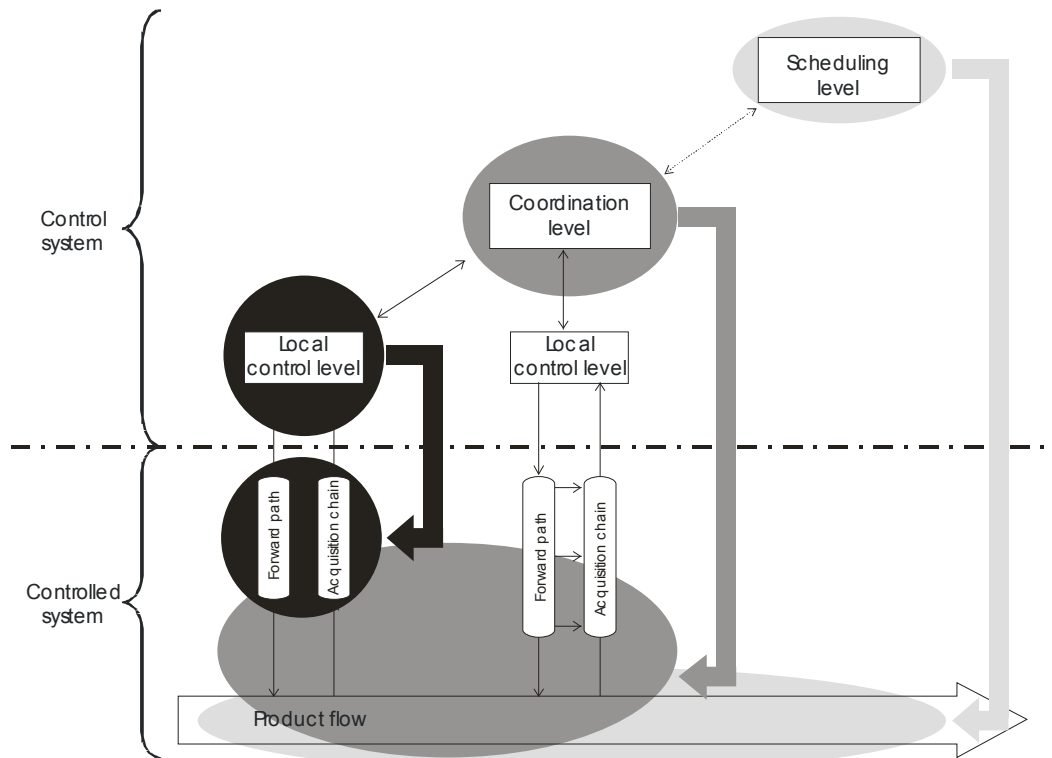 Scheduling
level
Coordination
level
Control
system
Local
control level
Local
control level
Forward path
Acquisition chain
Forward path
Acquisition chain
Controlled
system
Product flow